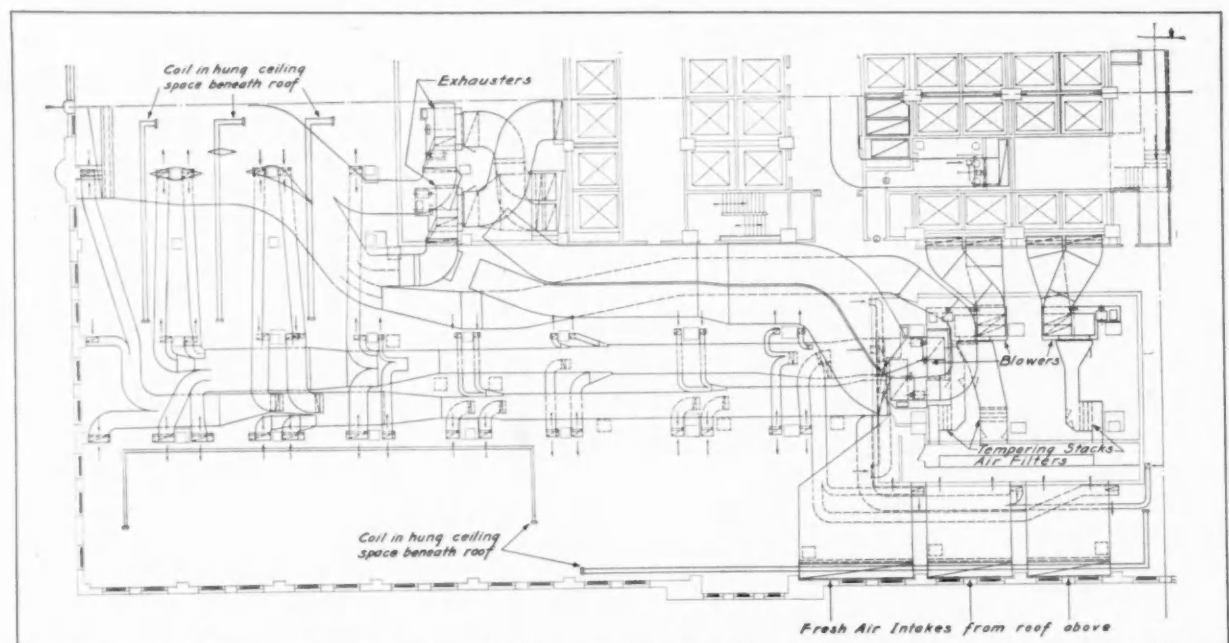 Coil in hung ceiling
space beneath roof
Exhausters
Blowers
Tempering Stacks
Air Filters
Coil in hung ceiling
space beneath roof
Fresh Air Intakes from roof above